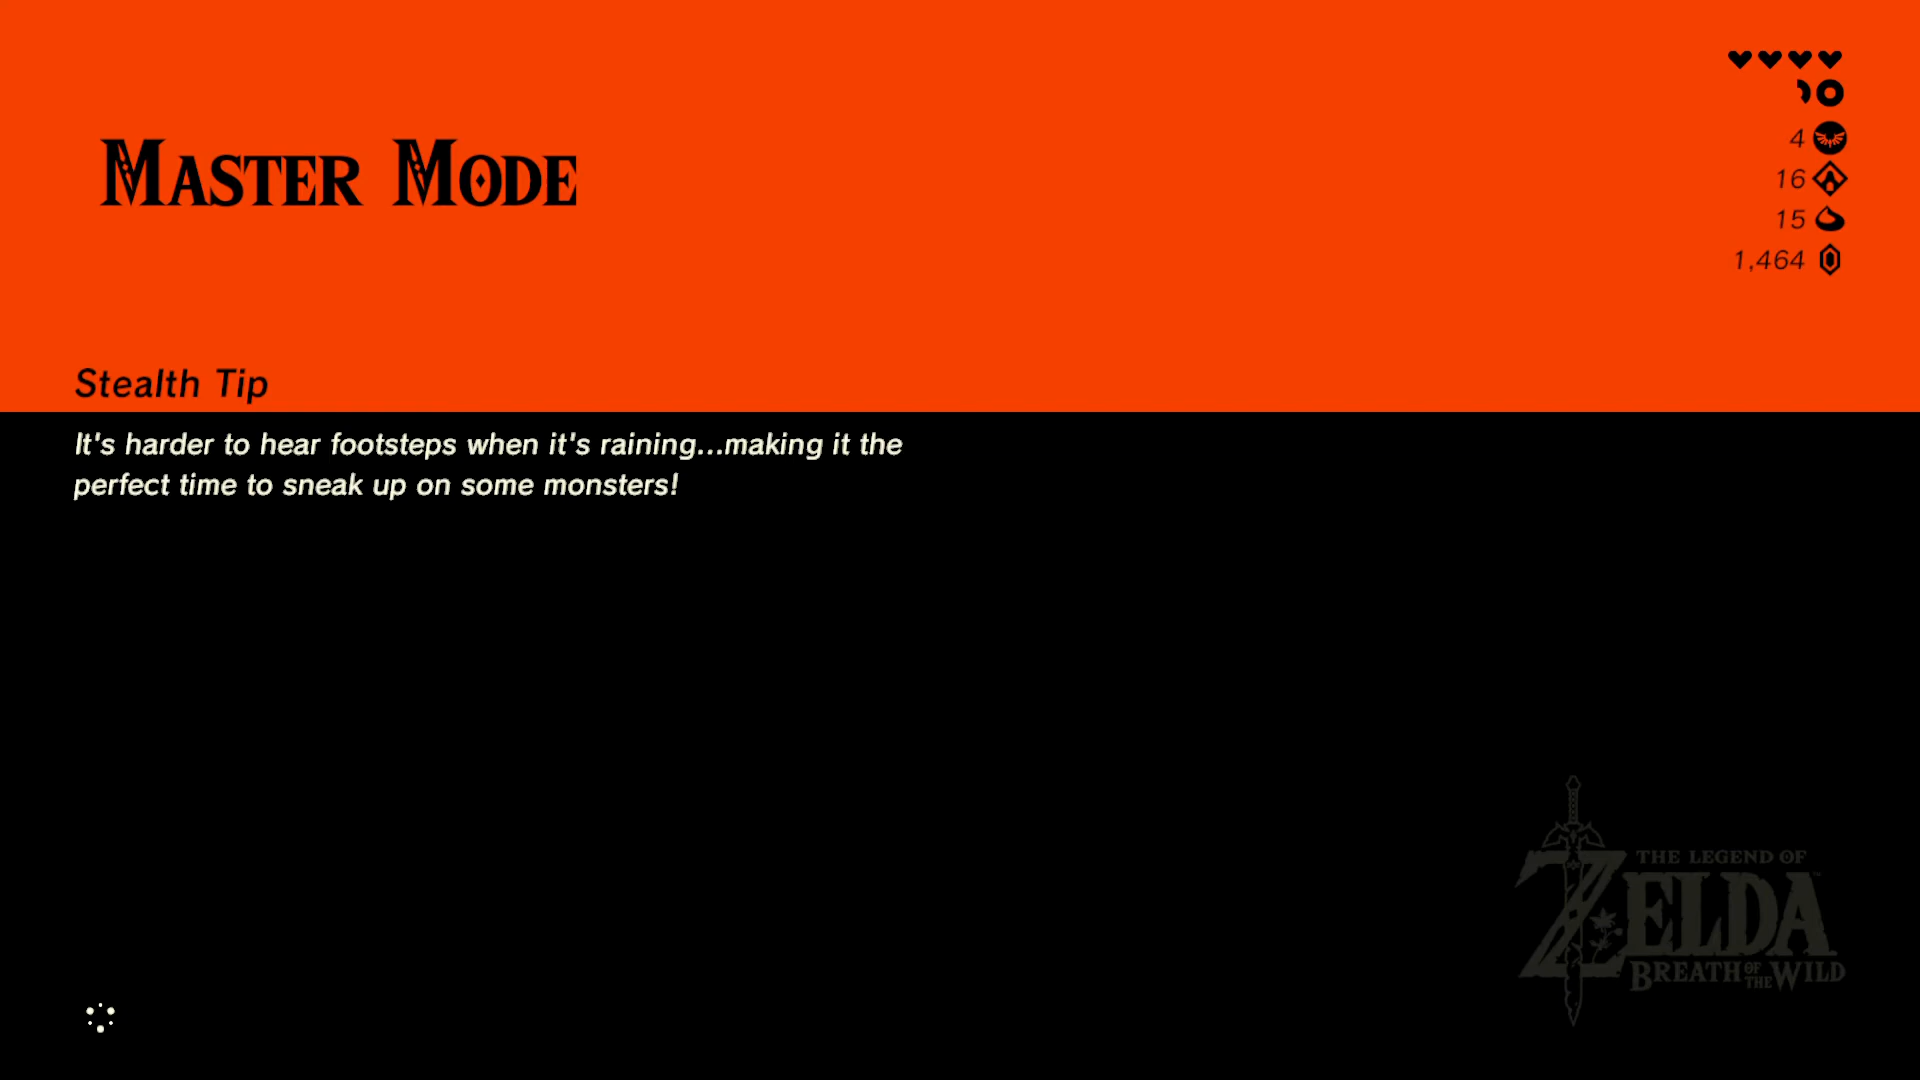 Master Mode
4
16
15
1,464
Stealth Tip
It's harder to hear footsteps when it's raining...making it the
perfect time to sneak up on some monsters!
THE LEGEND OF
ZELDA
BREATH OF THE WILD